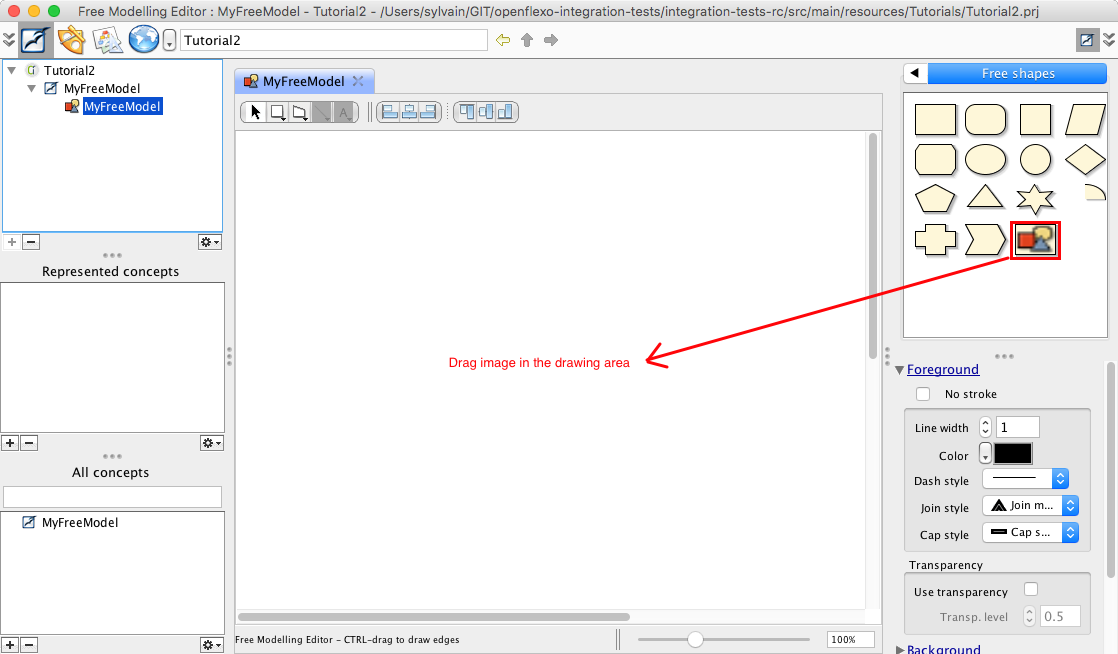 Free Modelling Editor : MyFreeModel - Tutorial2 - /Users/sylvain/GIT/openflexo-integration-tests/integration-tests-rc/src/main/resources/Tutorials/Tutorial2.prj
Tutorial2
Tutorial2
MyFreeModel
MyFreeModel
Represented concepts
All concepts
MyFreeModel
MyFreeModel
A
Drag image in the drawing area
Free Modelling Editor - CTRL-drag to draw edges
100%
Free shapes
Foreground
No stroke
Line width 1
Color
Dash style
Join style Join m...
Cap style Cap s...
Transparency
Use transparency
Transp. level 0.5
Background